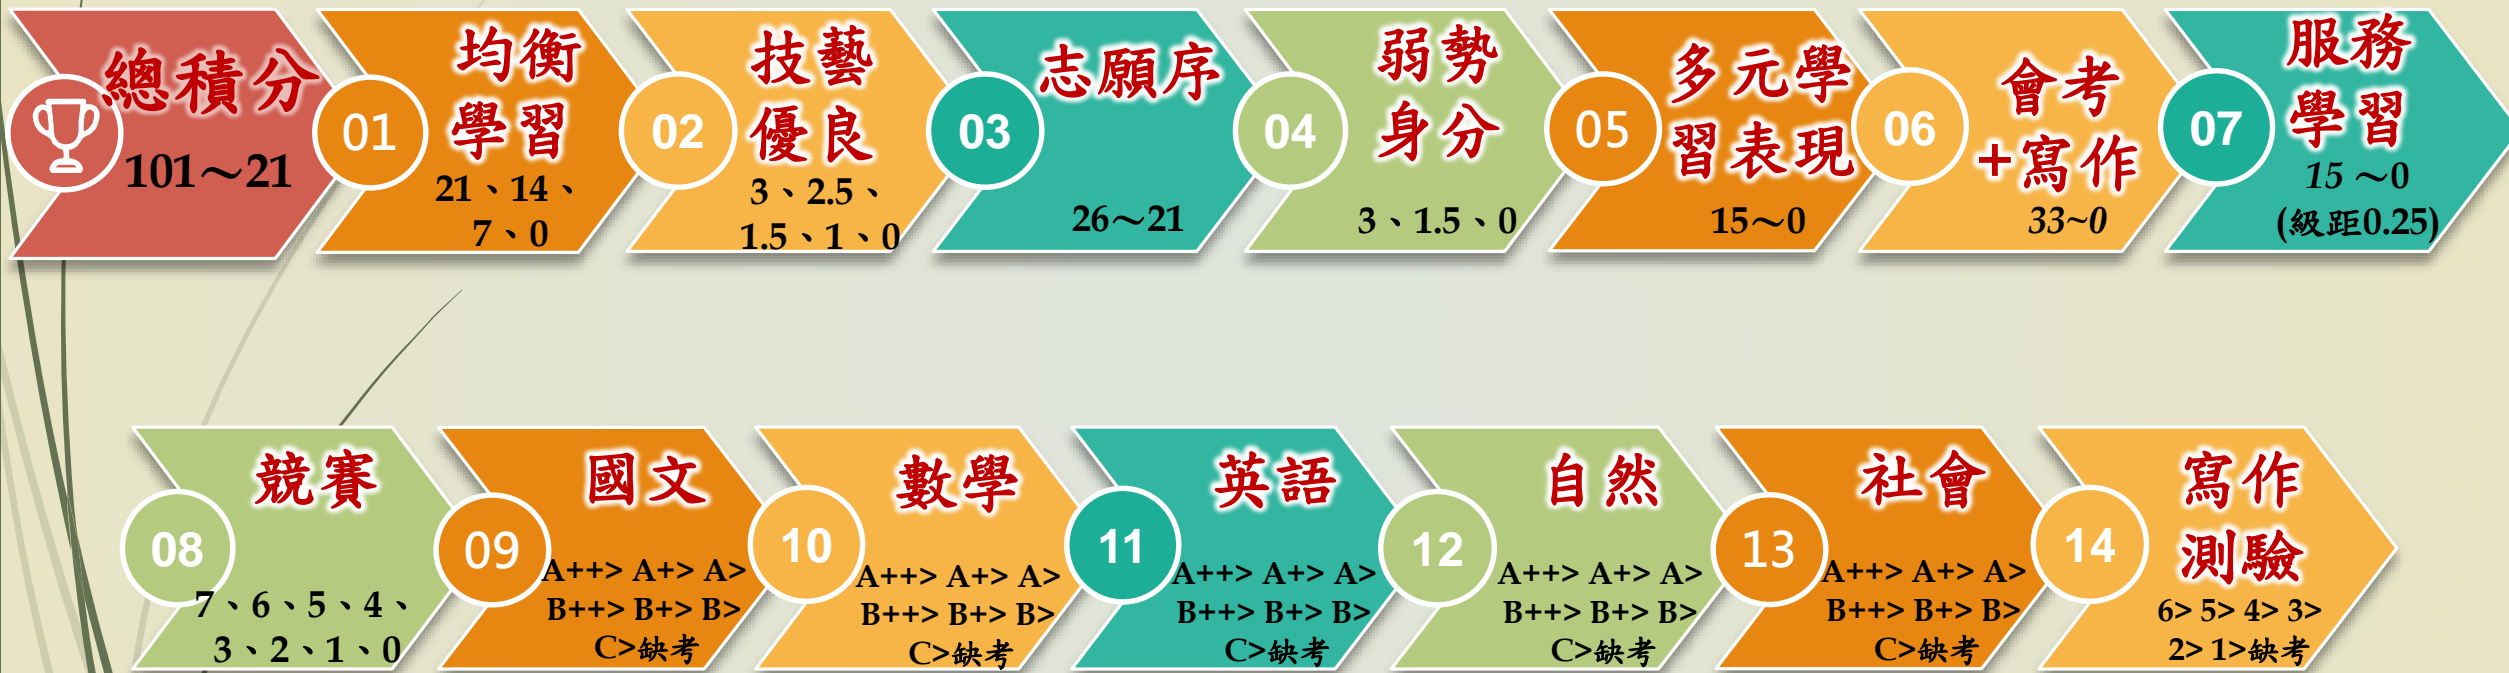 總積分
101～21
01
均衡
學習
21、14、
7、0
02
技藝
優良
3、2.5、
1.5、1、0
03
志願序
26～21
04
弱勢
身分
3、1.5、0
05
多元學
習表現
15～0
06
會考
+寫作
33~0
07
服務
學習
15～0
(級距0.25)
08
競賽
7、6、5、4、
3、2、1、0
09
國文
A++> A+> A>
B++> B+> B>
C>缺考
10
數學
A++> A+> A>
B++> B+> B>
C>缺考
11
英語
A++> A+> A>
B++> B+> B>
C>缺考
12
自然
A++> A+> A>
B++> B+> B>
C>缺考
13
社會
A++> A+> A>
B++> B+> B>
C>缺考
14
寫作
測驗
6> 5> 4> 3>
2> 1>缺考